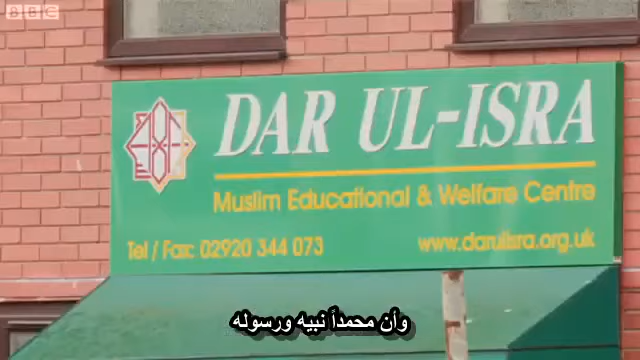 BBC
DAR UL-ISRA
Muslim Educational & Welfare Centre
Tel / Fax: 02920 344 073
www.darulisra.org.uk
وأن محمداً نبيه ورسوله